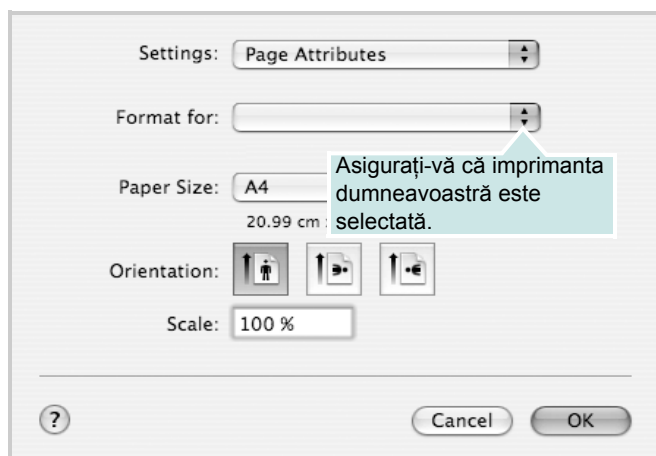 Settings: Page Attributes
Format for:
Asigurați-vă că imprimanta
dumneavoastră este
selectată.
Paper Size: A4
20.99 cm
Orientation:
Scale: 100 %
? Cancel OK